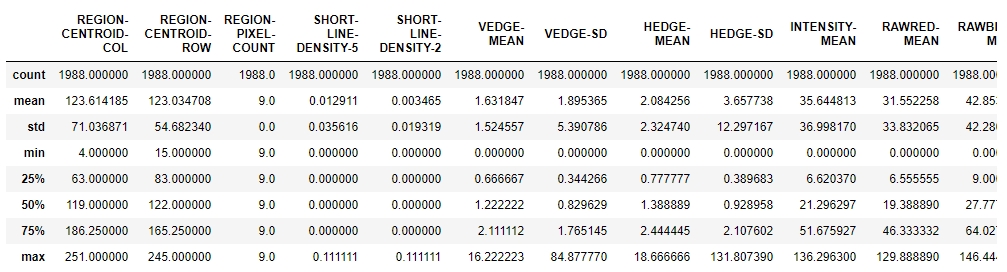 REGION-CENTROID-COL REGION-CENTROID-ROW REGION-PIXEL-COUNT SHORT-LINE-DENSITY-5 SHORT-LINE-DENSITY-2 VEDGE-MEAN VEDGE-SD HEDGE-MEAN HEDGE-SD INTENSITY-MEAN RAWRED-MEAN
count 1988.000000 1988.000000 1988.0 1988.000000 1988.000000 1988.000000 1988.000000 1988.000000 1988.000000 1988.000000 1988.000000 1988.00
mean 123.614185 123.034708 9.0 0.012911 0.003465 1.631847 1.895365 2.084256 3.657738 35.644813 31.552258 42.85
std 71.036871 54.682340 0.0 0.035616 0.019319 1.524557 5.390786 2.324740 12.297167 36.998170 33.832065 42.28
min 4.000000 15.000000 9.0 0.000000 0.000000 0.000000 0.000000 0.000000 0.000000 0.000000 0.000000 0.00
25% 63.000000 83.000000 9.0 0.000000 0.000000 0.666667 0.344266 0.777777 0.389683 6.620370 6.555555 9.00
50% 119.000000 122.000000 9.0 0.000000 0.000000 1.222222 0.829629 1.388889 0.928958 21.296297 19.388890 27.77
75% 186.250000 165.250000 9.0 0.000000 0.000000 2.111112 1.765145 2.444445 2.107602 51.675927 46.333332 64.02
max 251.000000 245.000000 9.0 0.111111 0.111111 16.222223 84.877770 18.666666 131.807390 136.296300 129.888890 146.44